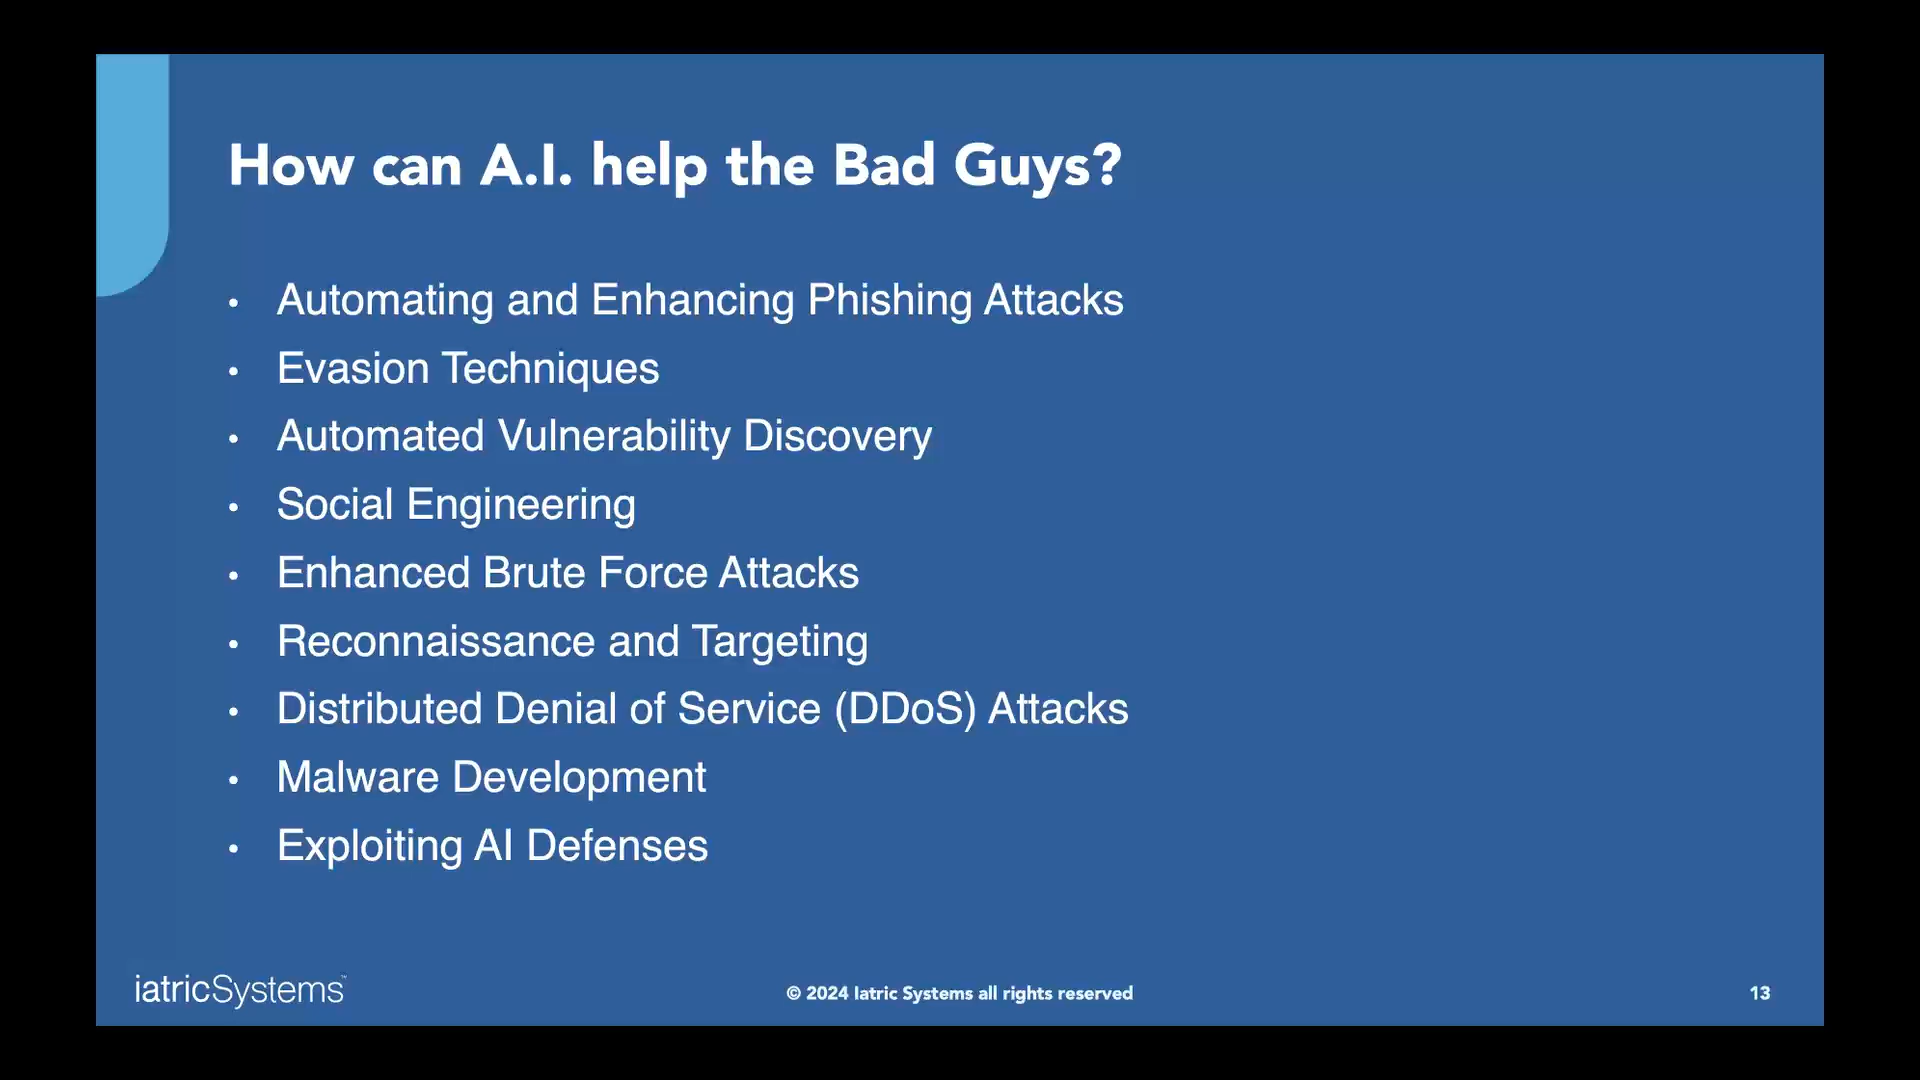 How can A.I. help the Bad Guys?
• Automating and Enhancing Phishing Attacks
• Evasion Techniques
• Automated Vulnerability Discovery
• Social Engineering
• Enhanced Brute Force Attacks
• Reconnaissance and Targeting
• Distributed Denial of Service (DDoS) Attacks
• Malware Development
• Exploiting AI Defenses
iatricSystems™
© 2024 Iatric Systems all rights reserved
13